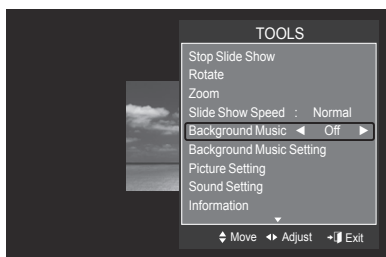 TOOLS
Stop Slide Show
Rotate
Zoom
Slide Show Speed : Normal
Background Music ◀ Off ▶
Background Music Setting
Picture Setting
Sound Setting
Information
Move Adjust Exit